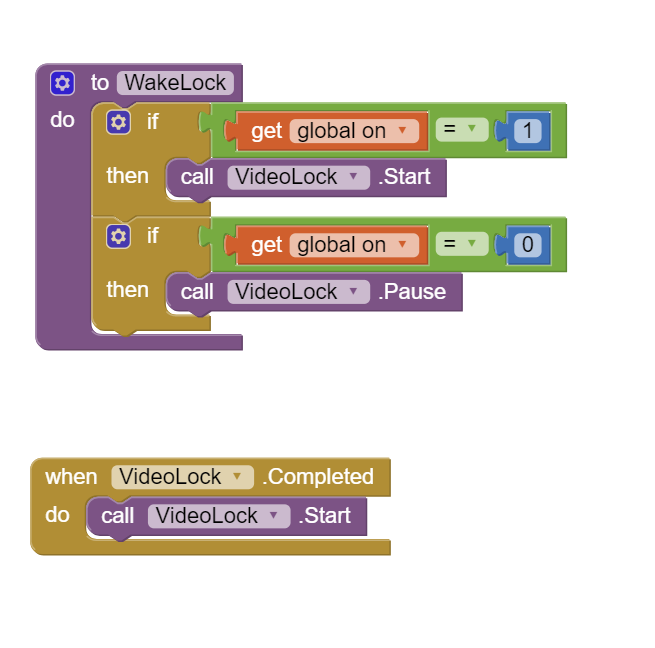 to WakeLock
do if get global on = 1
then call VideoLock .Start
if get global on = 0
then call VideoLock .Pause
when VideoLock .Completed
do call VideoLock .Start